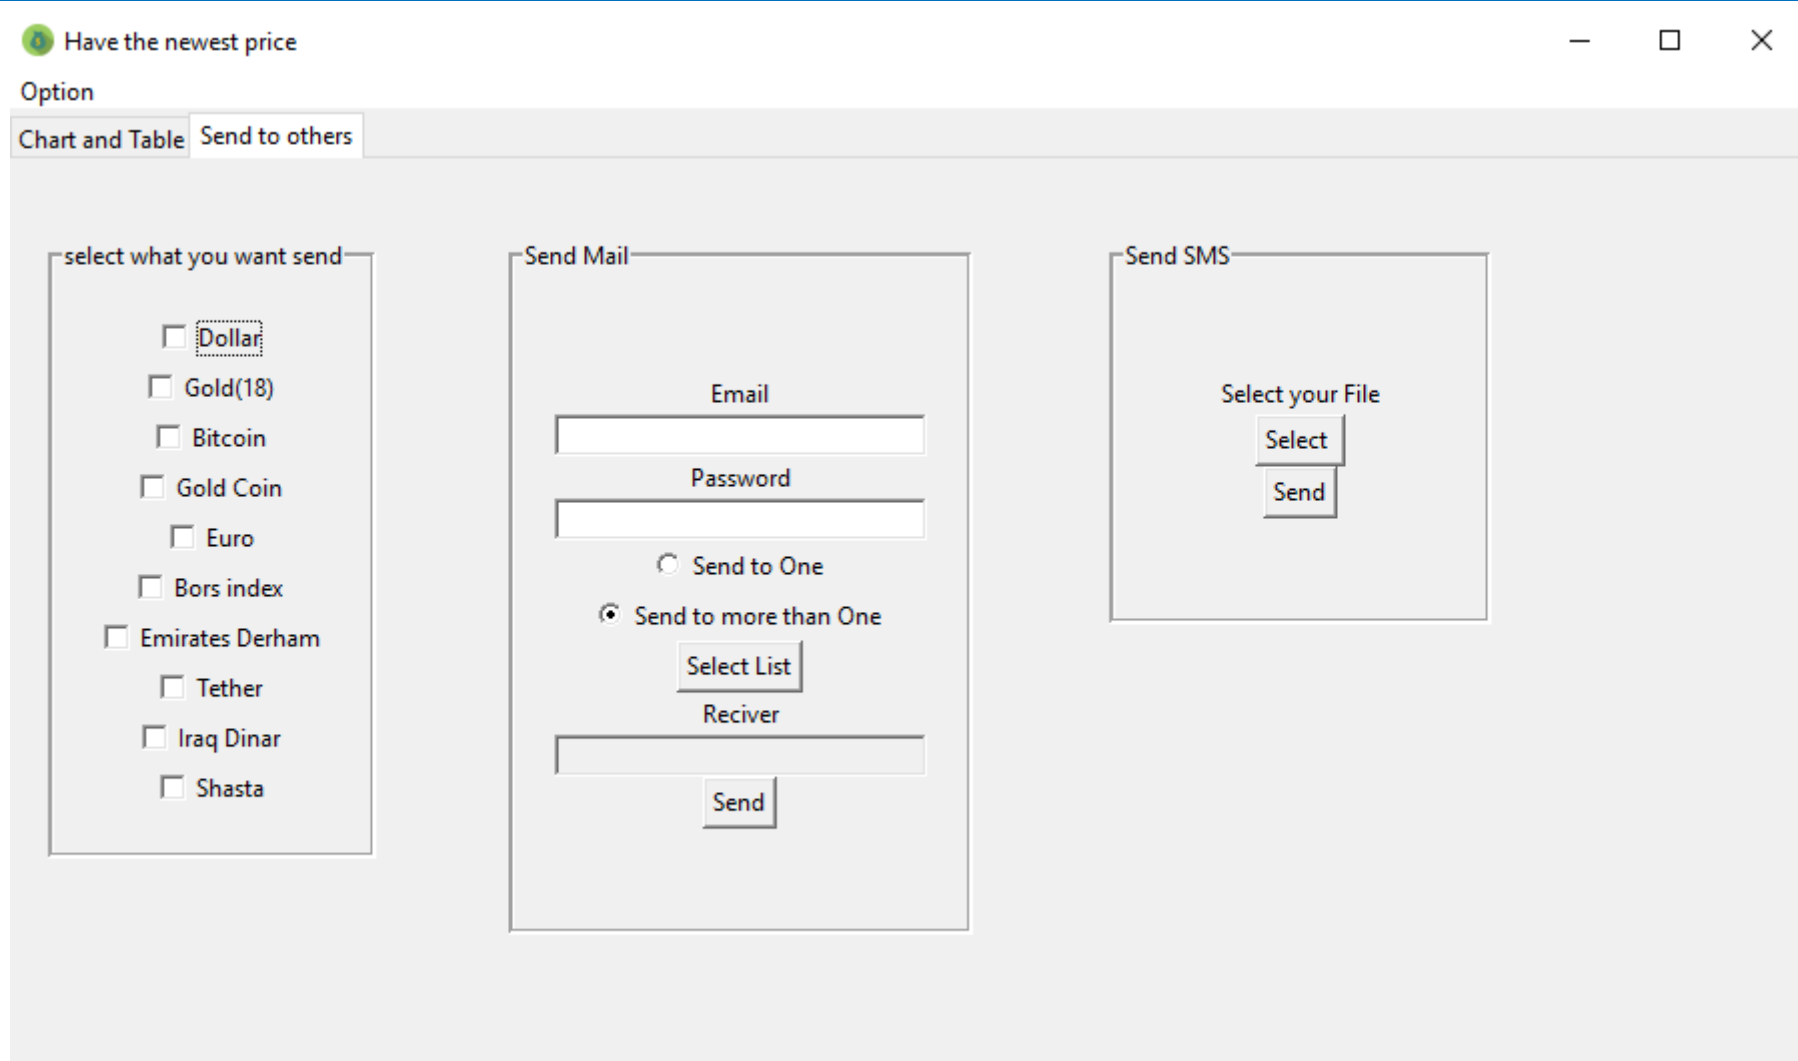 Have the newest price
Option
Chart and Table
Send to others
select what you want send
Dollar
Gold(18)
Bitcoin
Gold Coin
Euro
Bors index
Emirates Derham
Tether
Iraq Dinar
Shasta
Send Mail
Email
Password
Send to One
Send to more than One
Select List
Reciver
Send
Send SMS
Select your File
Select
Send